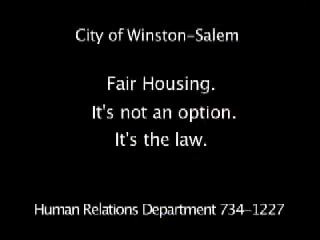 City of Winston-Salem
Fair Housing.
It's not an option.
It's the law.
Human Relations Department 734-1227